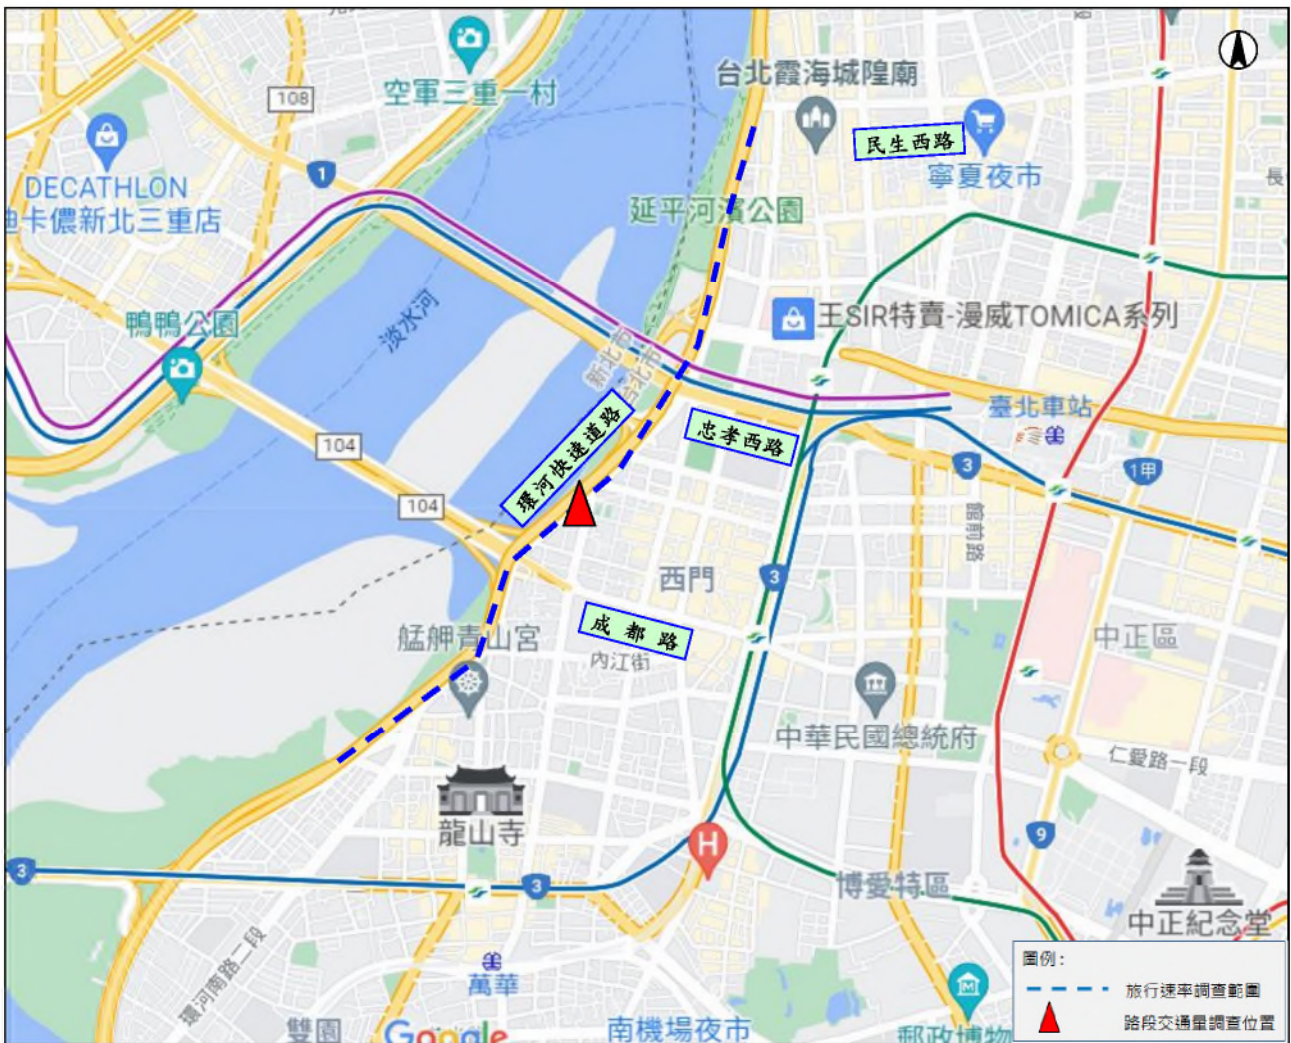 空軍三重一村
108
台北霞海城隍廟
民生西路
寧夏夜市
長
1
DECATHLON
迪卡儂新北三重店
延平河濱公園
淡水河
鴨鴨公園
王SIR特賣-漫威TOMICA系列
新北市
台北市
臺北車站
環河快速道路
忠孝西路
104
3
1甲
104
館前路
西門
3
成都路
艋舺青山宮
內江街
中正區
中華民國總統府
仁愛路一段
龍山寺
H
9
3
3
博愛特區
中正紀念堂
環河南路二段
萬華
雙園
Google
南機場夜市
郵政博物
圖例：
旅行速率調查範圍
路段交通量調查位置